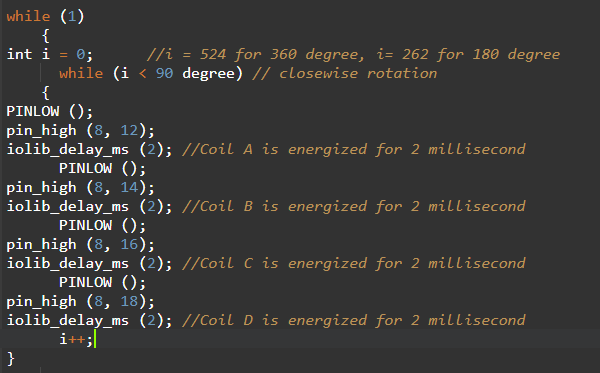 while (1)
{
int i = 0; //i = 524 for 360 degree, i= 262 for 180 degree
while (i < 90 degree) // closewise rotation
{
PINLOW ();
pin_high (8, 12);
iolib_delay_ms (2); //Coil A is energized for 2 millisecond
PINLOW ();
pin_high (8, 14);
iolib_delay_ms (2); //Coil B is energized for 2 millisecond
PINLOW ();
pin_high (8, 16);
iolib_delay_ms (2); //Coil C is energized for 2 millisecond
PINLOW ();
pin_high (8, 18);
iolib_delay_ms (2); //Coil D is energized for 2 millisecond
i++;
}